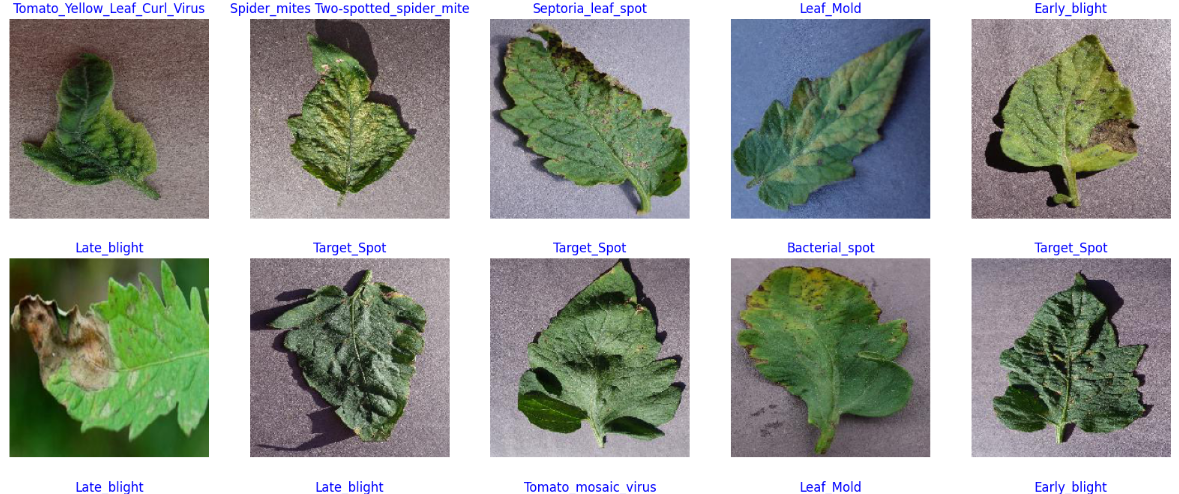 Tomato_Yellow_Leaf_Curl_Virus
Spider_mites Two-spotted_spider_mite
Septoria_leaf_spot
Leaf_Mold
Early_blight
Late_blight
Target_Spot
Target_Spot
Bacterial_spot
Target_Spot
Late_blight
Late_blight
Tomato_mosaic_virus
Leaf_Mold
Early_blight